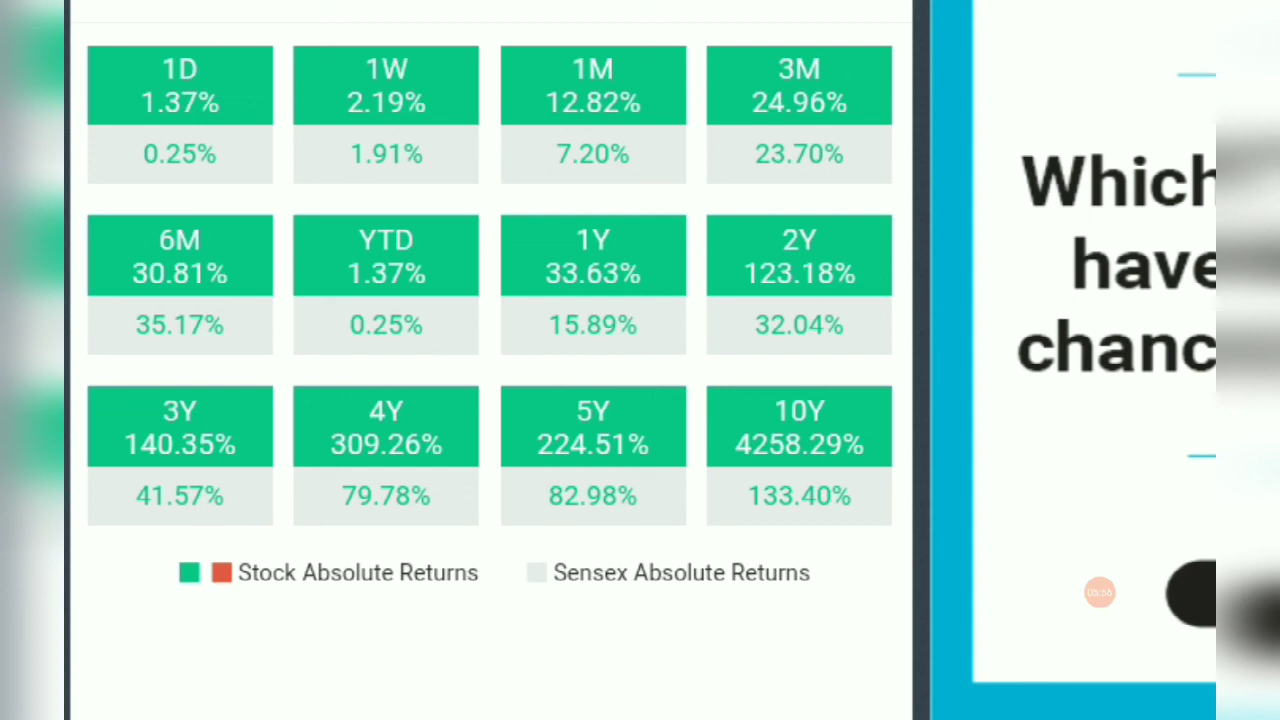 1D
1.37%
0.25%
1W
2.19%
1.91%
1M
12.82%
7.20%
3M
24.96%
23.70%
6M
30.81%
35.17%
YTD
1.37%
0.25%
1Y
33.63%
15.89%
2Y
123.18%
32.04%
3Y
140.35%
41.57%
4Y
309.26%
79.78%
5Y
224.51%
82.98%
10Y
4258.29%
133.40%
Stock Absolute Returns
Sensex Absolute Returns
Which
have
chanc